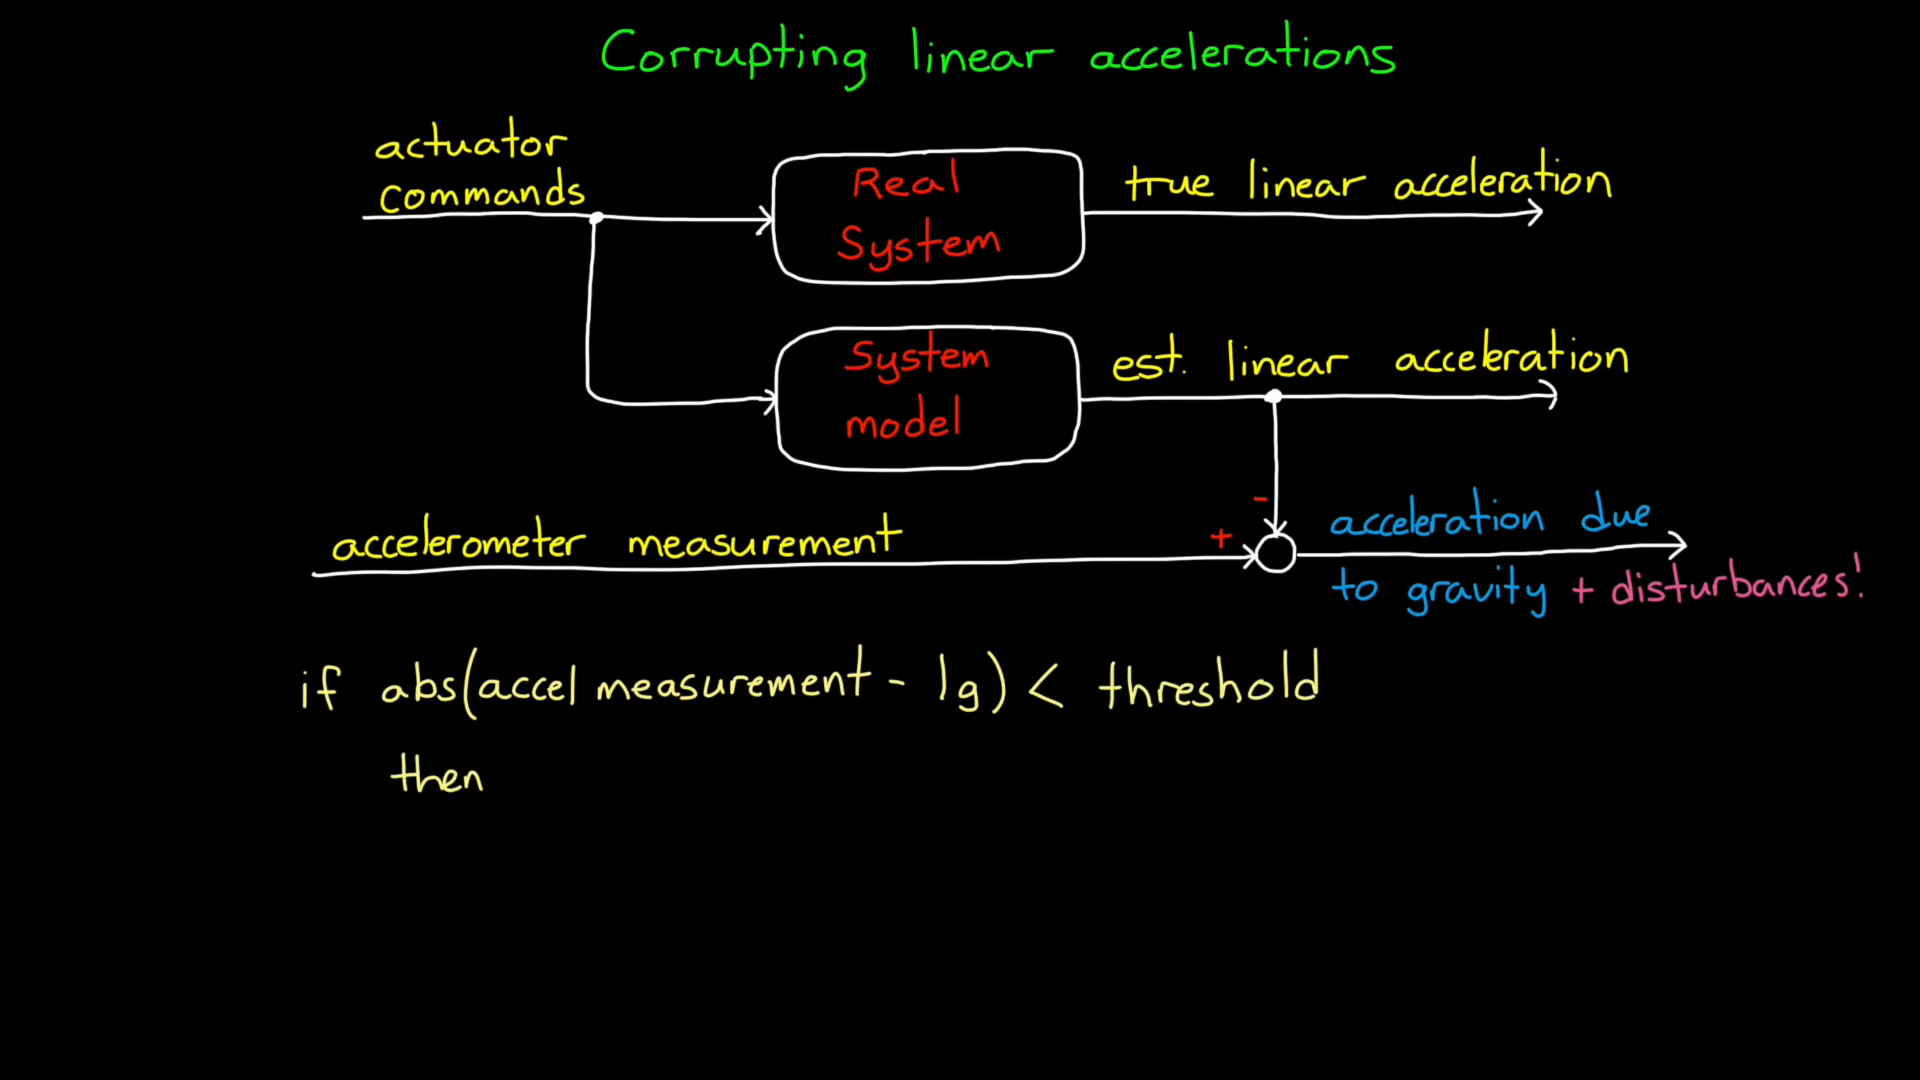 Corrupting linear accelerations
actuator
commands
Real
System
true linear acceleration
System
model
est. linear acceleration
accelerometer measurement
+
-
acceleration due
to gravity + disturbances!
if abs(accel measurement - 1g) < threshold
then